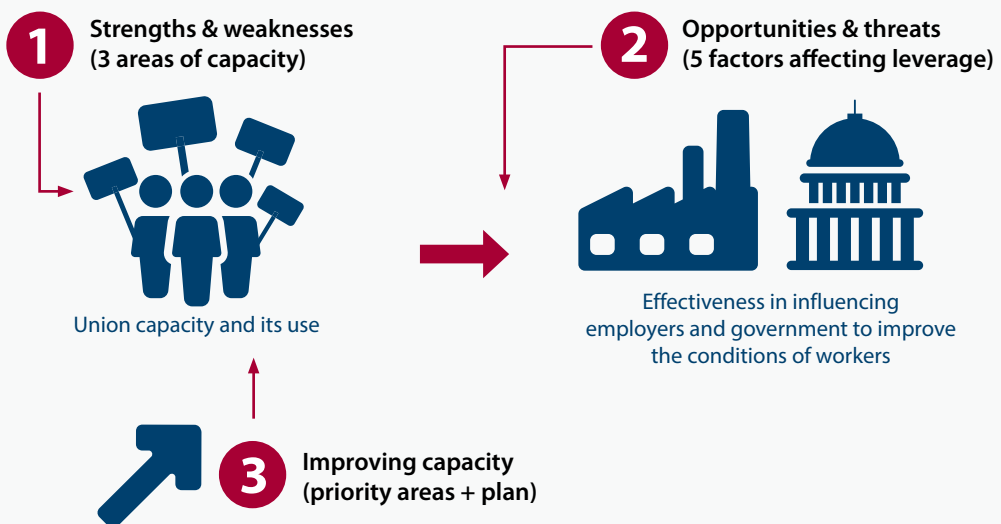 1
Strengths & weaknesses
(3 areas of capacity)
2
Opportunities & threats
(5 factors affecting leverage)
Union capacity and its use
Effectiveness in influencing
employers and government to improve
the conditions of workers
3
Improving capacity
(priority areas + plan)